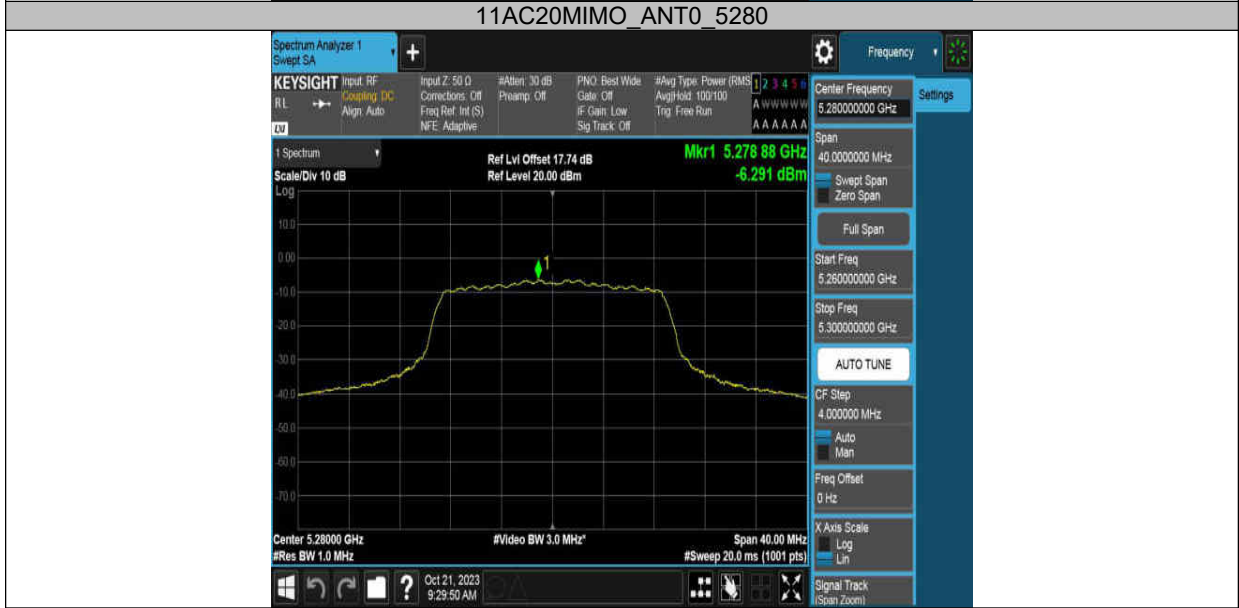 11AC20MIMO_ANT0_5280
Spectrum Analyzer 1
Swept SA
+
Frequency
KEYSIGHT
RL
LXI
Input: RF
Coupling: DC
Align: Auto
Input Z: 50 Ω
Corrections: Off
Freq Ref: Int (S)
NFE: Adaptive
#Atten: 30 dB
Preamp: Off
PNO: Best Wide
Gate: Off
IF Gain: Low
Sig Track: Off
#Avg Type: Power (RMS
Avg|Hold: 100/100
Trig: Free Run
1 2 3 4 5 6
A W W W W W
A A A A A A
Center Frequency
5.280000000 GHz
Settings
1 Spectrum
Scale/Div 10 dB
Ref Lvl Offset 17.74 dB
Ref Level 20.00 dBm
Mkr1 5.278 88 GHz
-6.291 dBm
Span
40.0000000 MHz
Swept Span
Zero Span
Full Span
Start Freq
5.260000000 GHz
Stop Freq
5.300000000 GHz
AUTO TUNE
CF Step
4.000000 MHz
Auto
Man
Freq Offset
0 Hz
X Axis Scale
Log
Lin
Signal Track
(Span Zoom)
Log
10.0
0.00
-10.0
-20.0
-30.0
-40.0
-50.0
-60.0
-70.0
1
Center 5.28000 GHz
#Res BW 1.0 MHz
#Video BW 3.0 MHz*
Span 40.00 MHz
#Sweep 20.0 ms (1001 pts)
?
Oct 21, 2023
9:29:50 AM